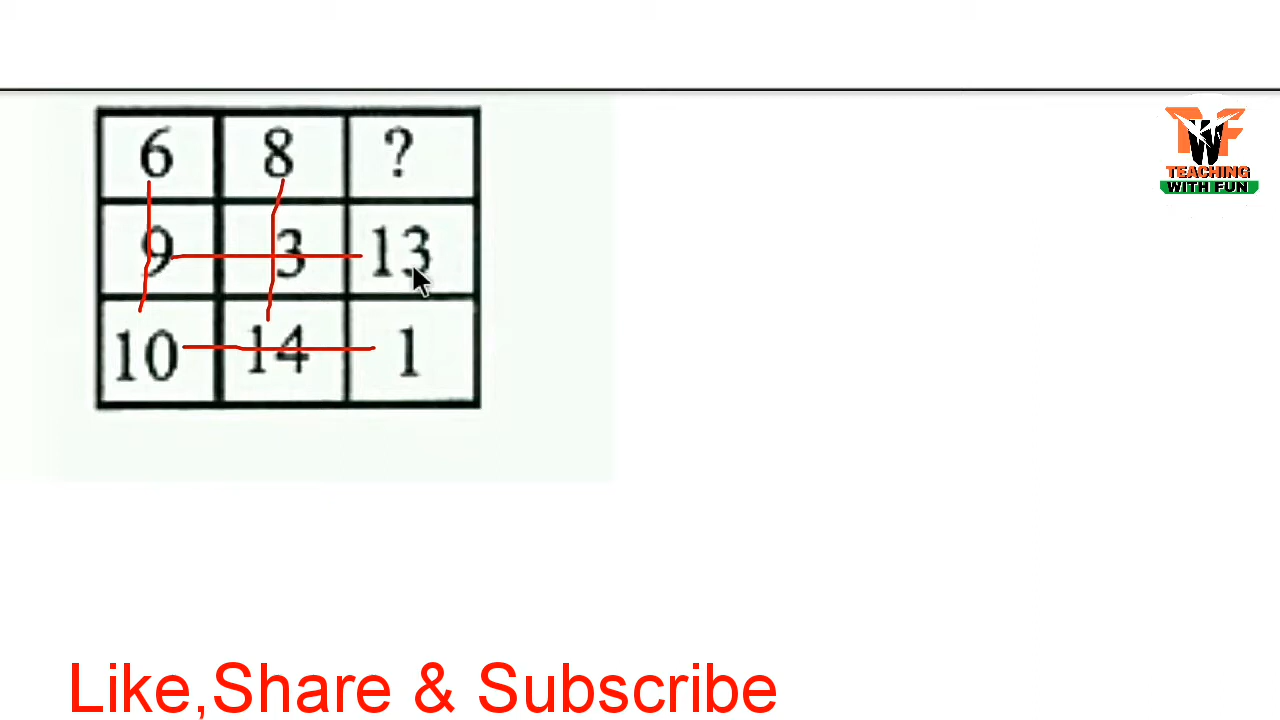 6 8 ?
9 3 13
10 14 1
TEACHING
WITH FUN
Like,Share & Subscribe